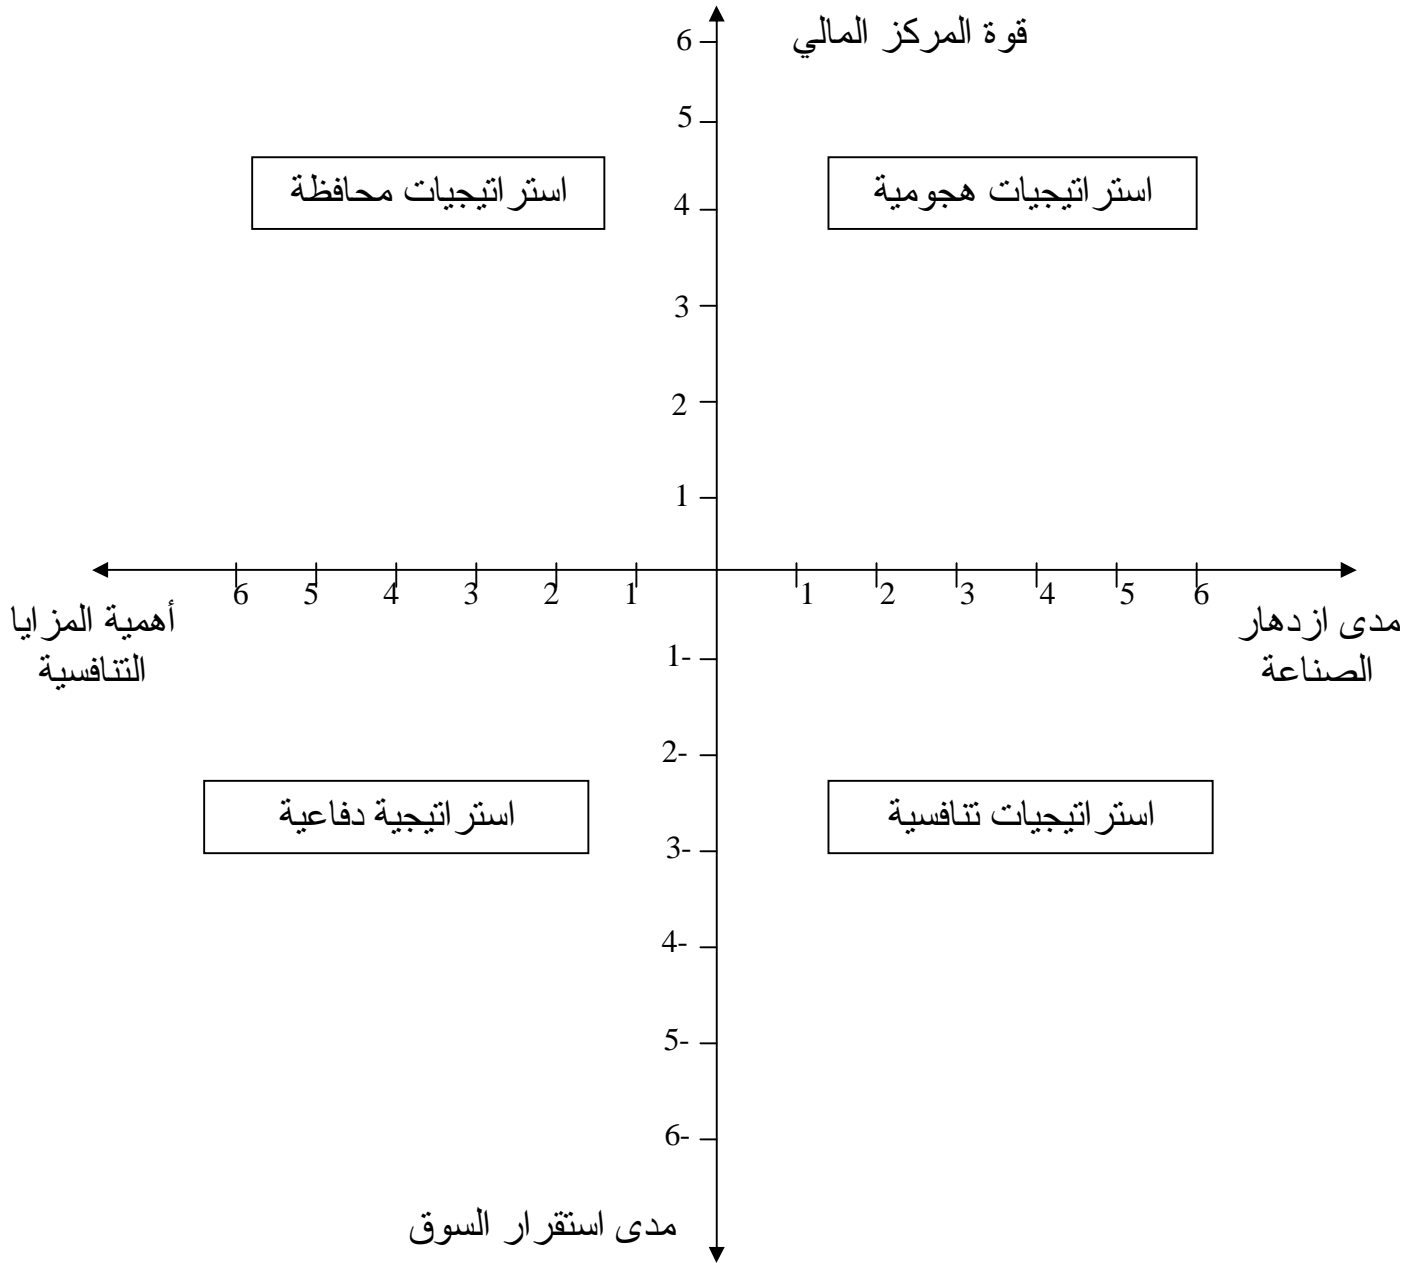 قوة المركز المالي
6
5
استراتيجيات هجومية
استراتيجيات محافظة
4
3
2
1
6 5 4 3 2 1 1 2 3 4 5 6
مدى ازدهار
الصناعة
أهمية المزايا
التنافسية
1-
2-
استراتيجيات تنافسية
استراتيجية دفاعية
3-
4-
5-
6-
مدى استقرار السوق